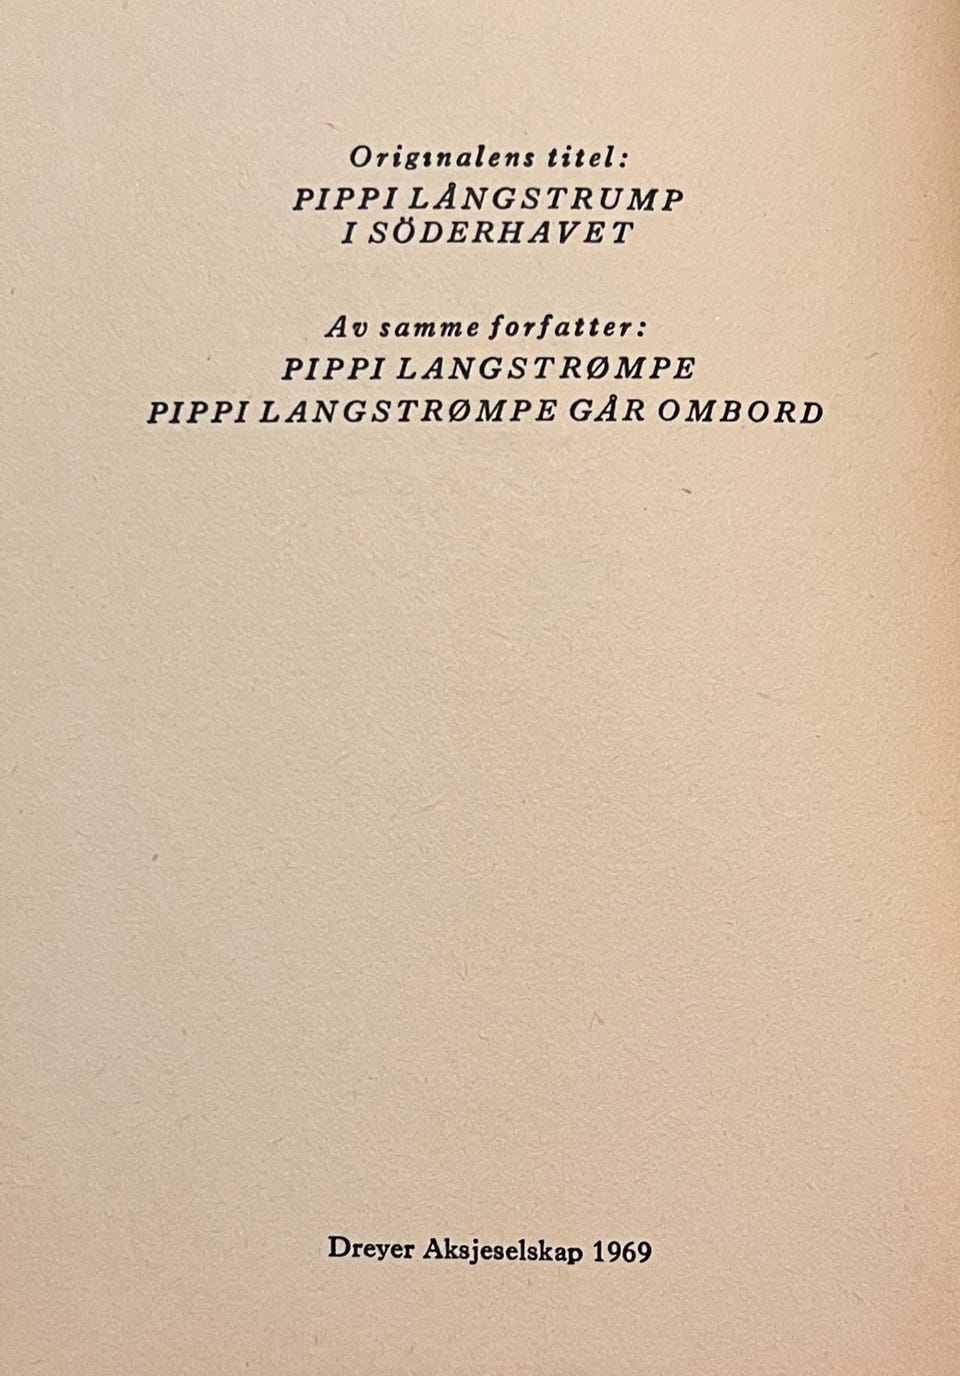 Originalens titel:
PIPPI LÅNGSTRUMP
I SÖDERHAVET
Av samme forfatter:
PIPPI LANGSTRØMPE
PIPPI LANGSTRØMPE GÅR OMBORD
Dreyer Aksjeselskap 1969